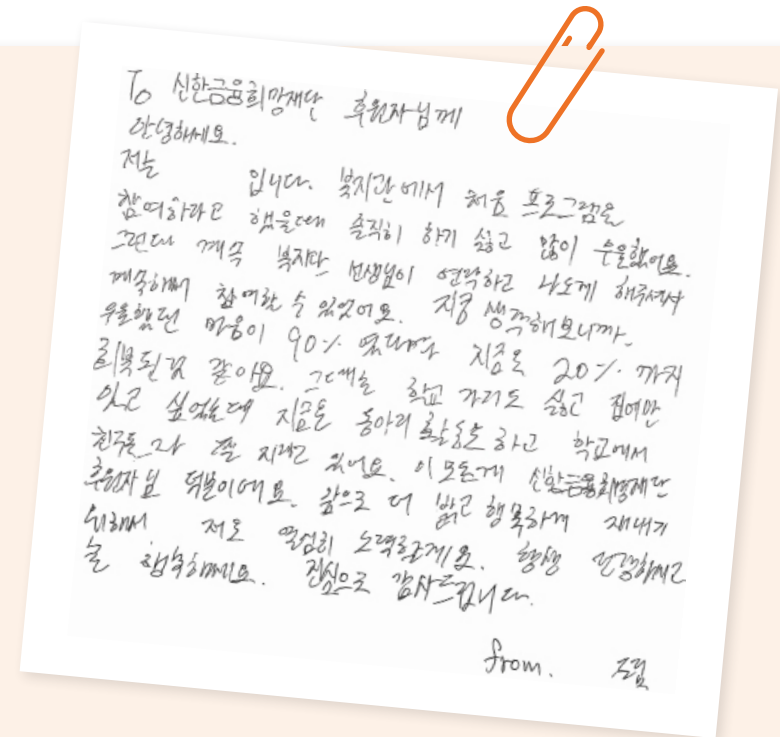 To 신한금융희망재단 후원자님께
안녕하세요.
저는 입니다. 복지관에서 처음 프로그램을
참여하라고 했을때 솔직히 하기 싫고 많이 우울했어요.
그런데 계속 복지관 선생님이 연락하고 나오게 해주셔서
계속해서 참여할 수 있었어요. 지금 생각해보니까,
우울했던 마음이 90% 였다면 지금은 20% 까지
회복된것 같아요. 그때는 학교 가기도 싫고 집에만
있고 싶었는데 지금은 동아리 활동도 하고 학교에서
친구들과 잘 지내고 있어요. 이 모든게 신한금융희망재단
후원자님 덕분이에요. 앞으로 더 밝고 행복하게 지내기
위해서 저도 열심히 노력할게요. 항상 건강하시고
늘 행복하세요. 진심으로 감사드립니다.
from. 드림